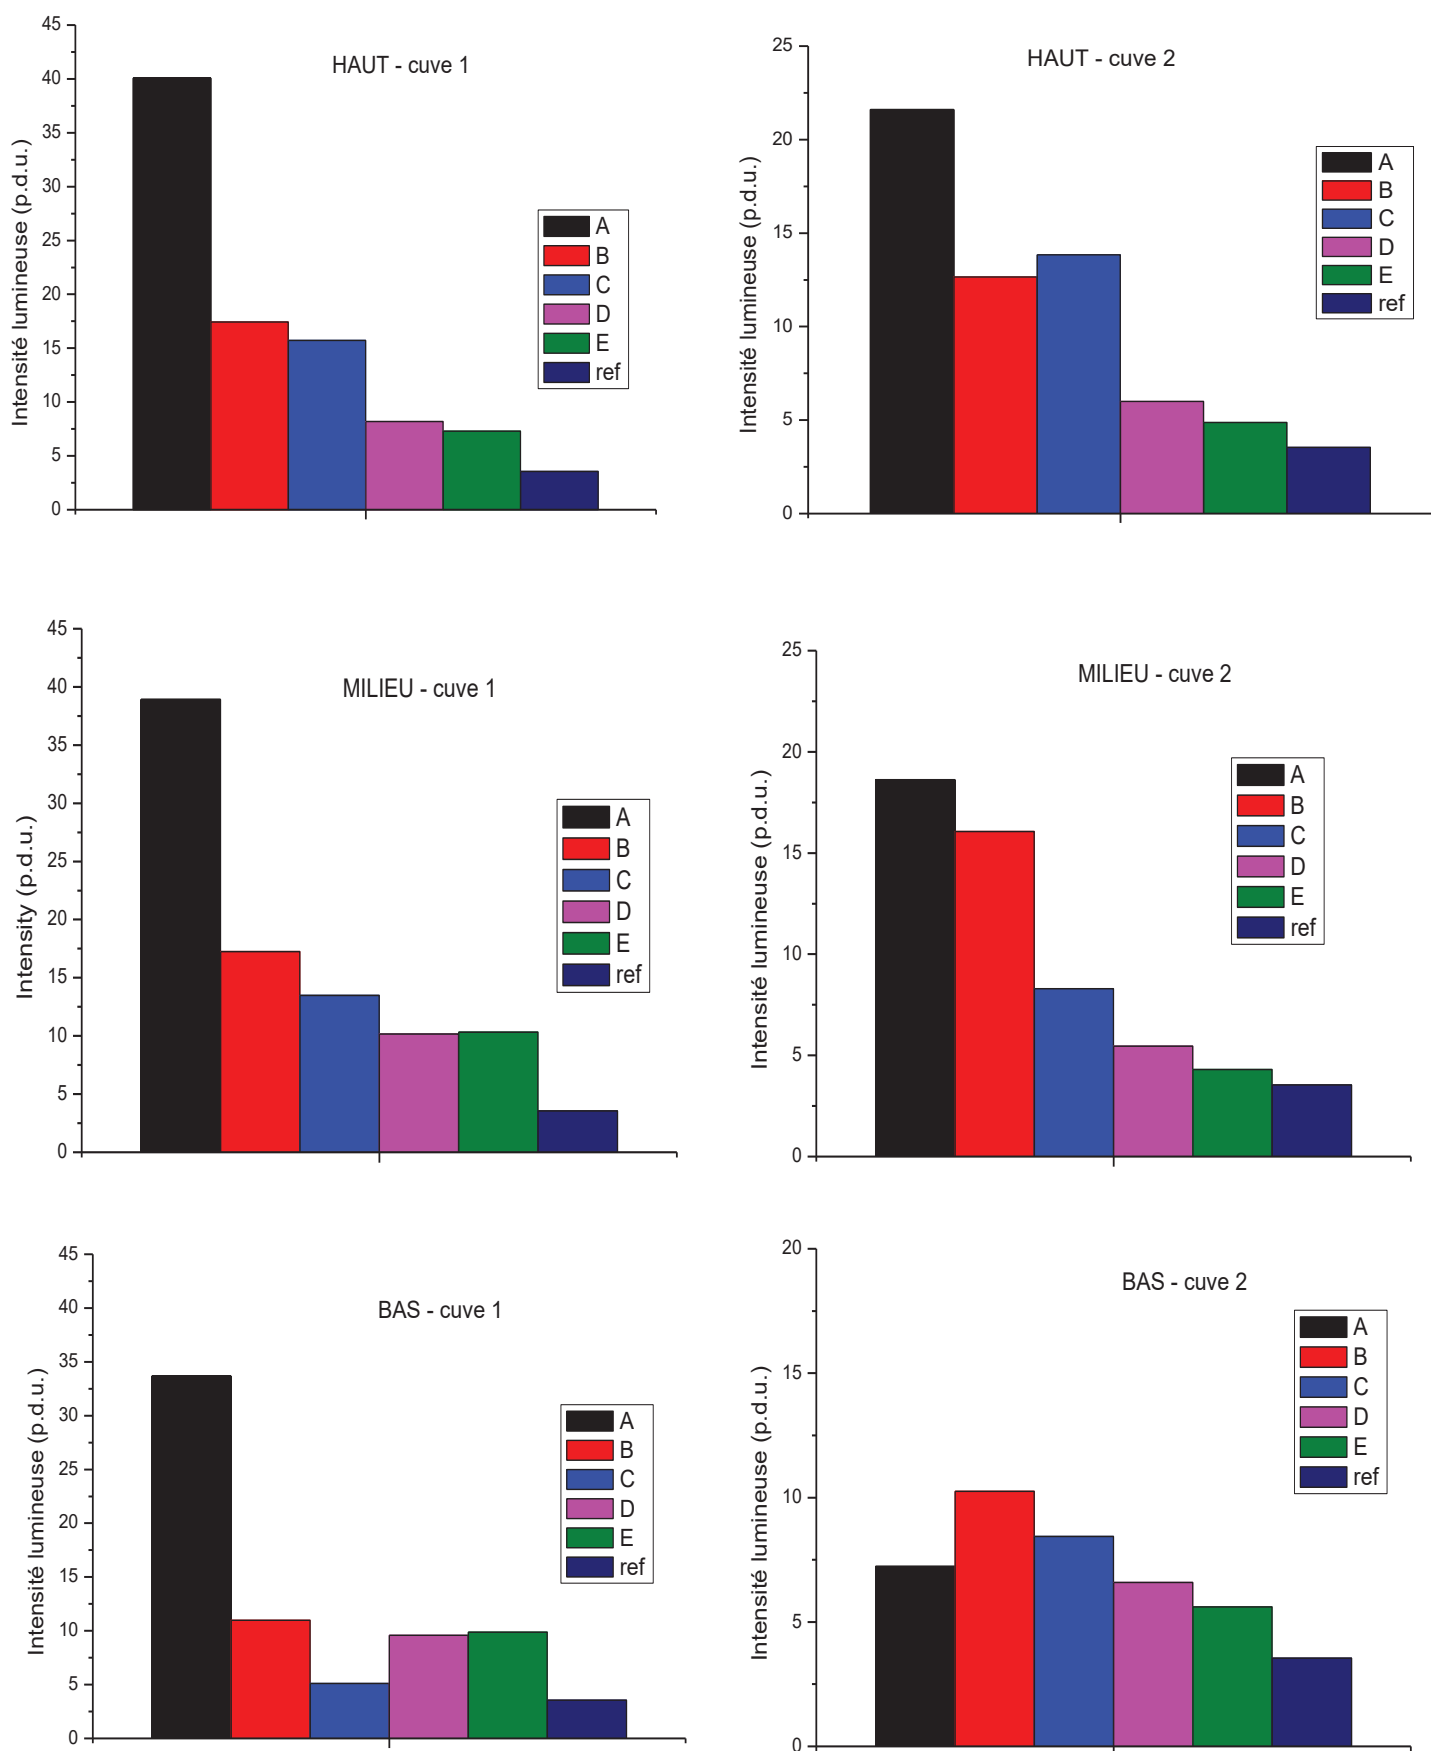 HAUT - cuve 1
Intensité lumineuse (p.d.u.)
45
40
35
30
25
20
15
10
5
0
A
B
C
D
E
ref
HAUT - cuve 2
Intensité lumineuse (p.d.u.)
25
20
15
10
5
0
A
B
C
D
E
ref
MILIEU - cuve 1
Intensity (p.d.u.)
45
40
35
30
25
20
15
10
5
0
A
B
C
D
E
ref
MILIEU - cuve 2
Intensité lumineuse (p.d.u.)
25
20
15
10
5
0
A
B
C
D
E
ref
BAS - cuve 1
Intensité lumineuse (p.d.u.)
45
40
35
30
25
20
15
10
5
0
A
B
C
D
E
ref
BAS - cuve 2
Intensité lumineuse (p.d.u.)
20
15
10
5
0
A
B
C
D
E
ref